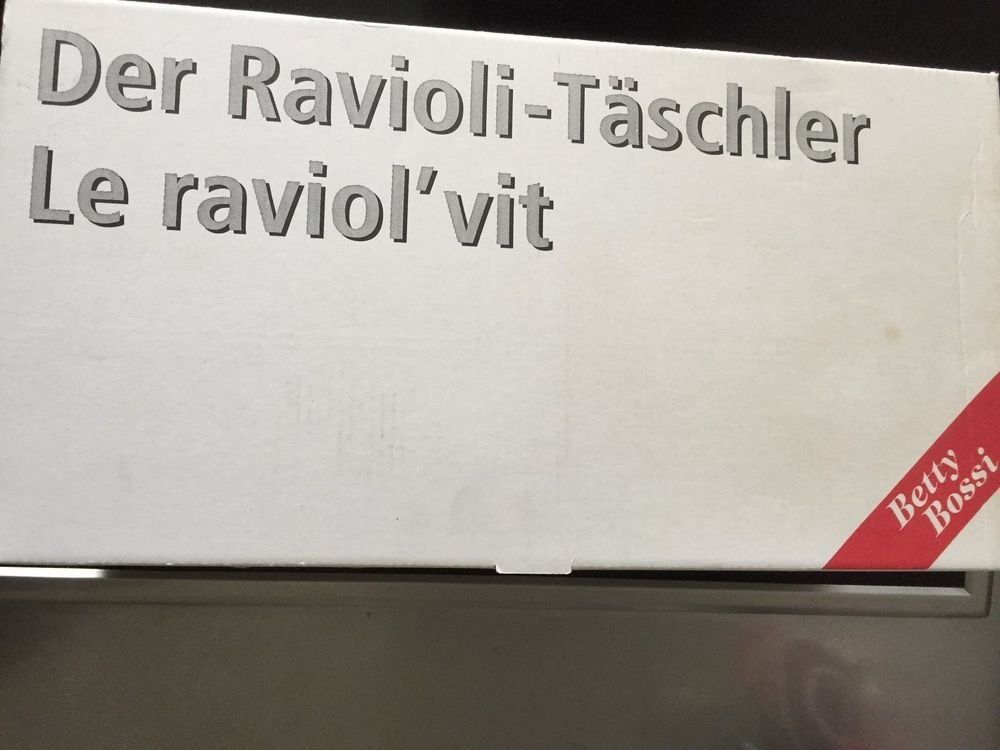 Der Ravioli-Täschler
Le raviol'vit
Betty
Bossi